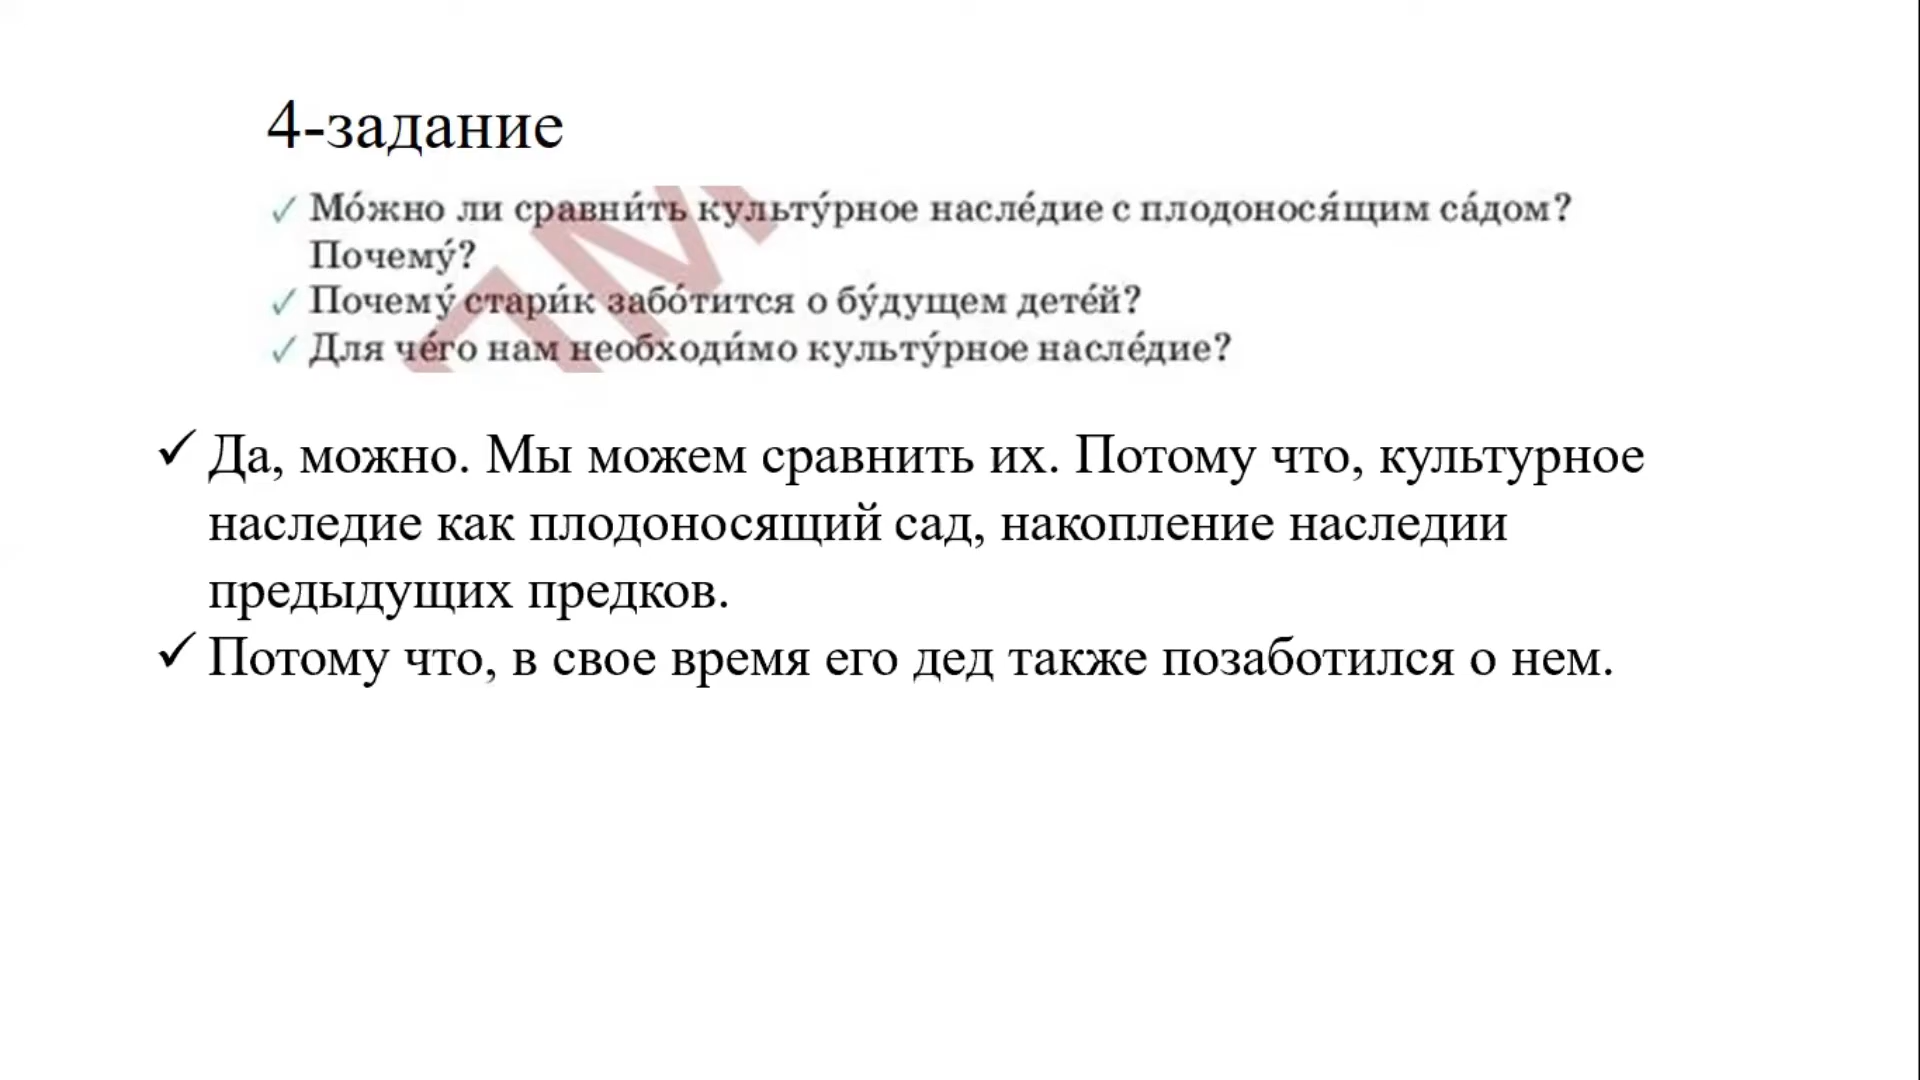 4-задание
✓ Мо́жно ли сравни́ть культу́рное насле́дие с плодонося́щим са́дом?
Почему́?
✓ Почему́ стари́к забо́тится о бу́дущем дете́й?
✓ Для че́го нам необходи́мо культу́рное насле́дие?
✓ Да, можно. Мы можем сравнить их. Потому что, культурное
наследие как плодоносящий сад, накопление наследии
предыдущих предков.
✓ Потому что, в свое время его дед также позаботился о нем.